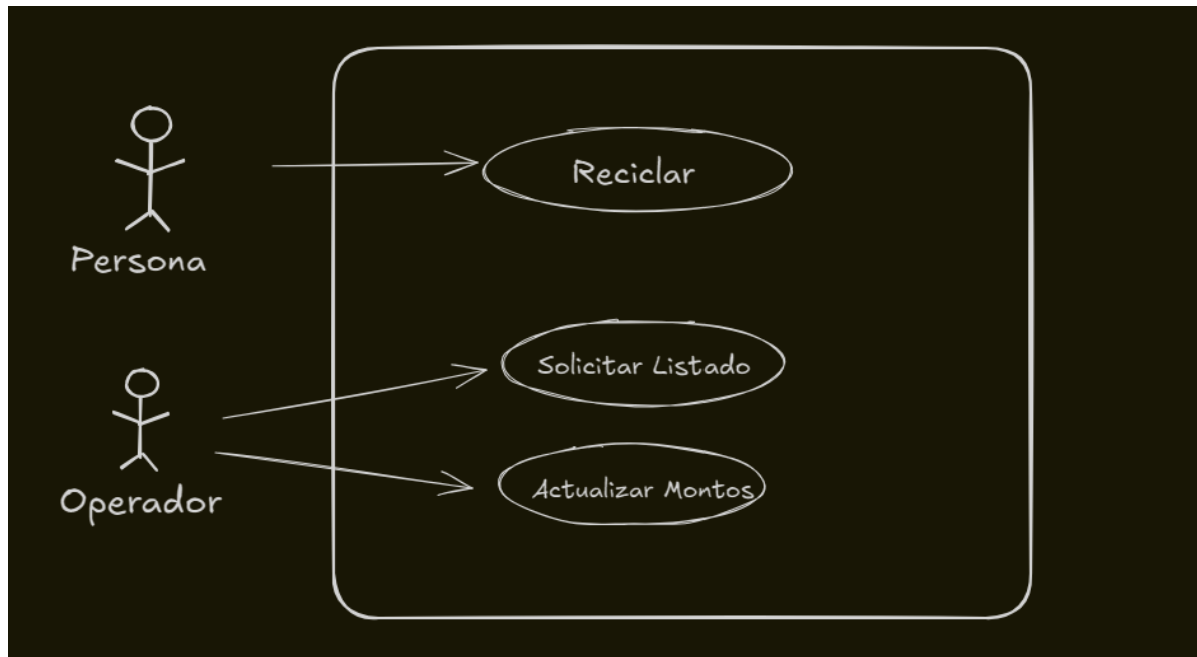 Reciclar
Persona
Solicitar Listado
Operador
Actualizar Montos